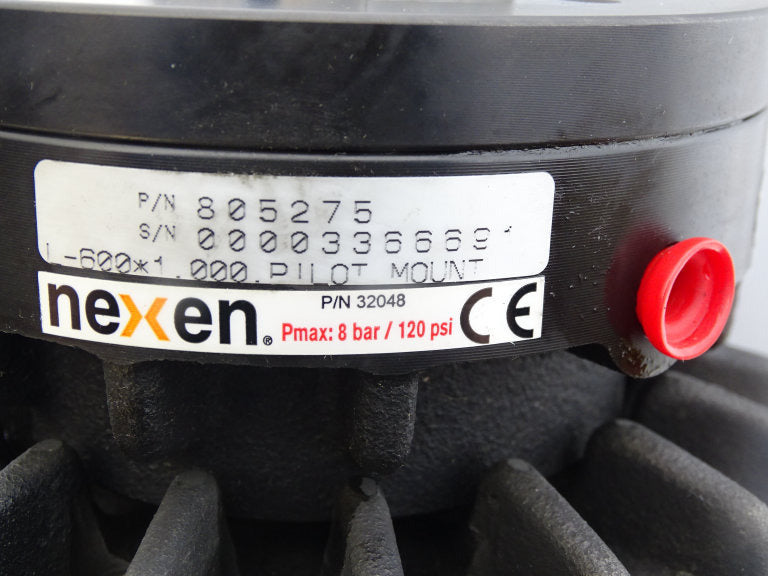 P/N 805275
S/N 0000336669
L-600*1.000.PILOT MOUNT
nexen® P/N 32048
Pmax: 8 bar / 120 psi CE